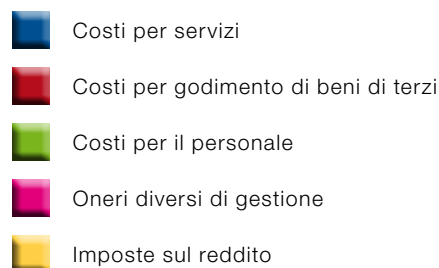 Costi per servizi
Costi per godimento di beni di terzi
Costi per il personale
Oneri diversi di gestione
Imposte sul reddito